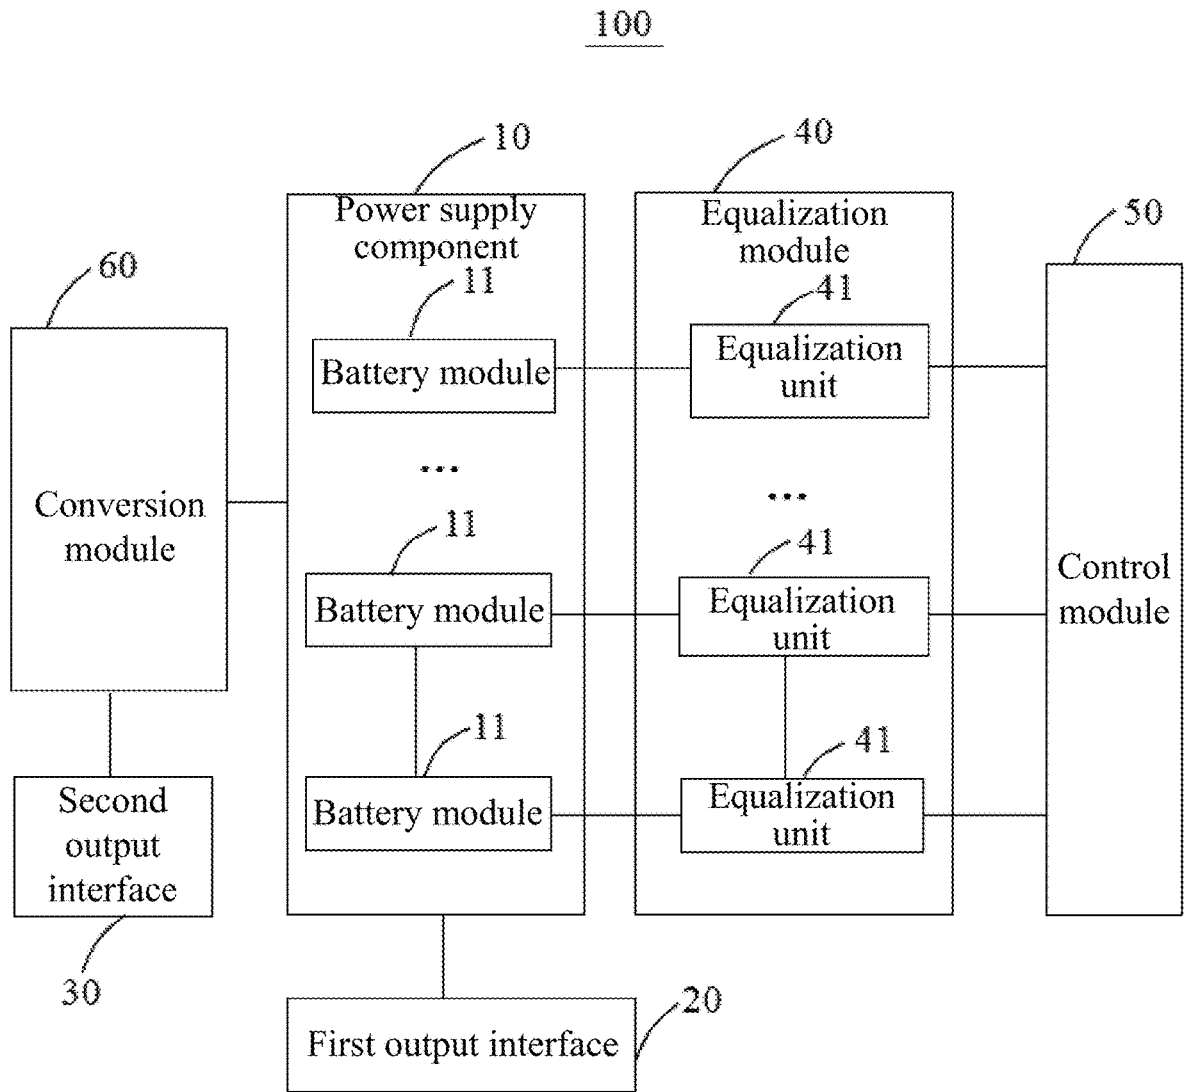 100
10
40
Power supply
component
Equalization
module
50
60
11
41
Battery module
Equalization
unit
...
...
Conversion
module
11
41
Battery module
Equalization
unit
Control
module
11
41
Battery module
Equalization
unit
Second
output
interface
30
20
First output interface